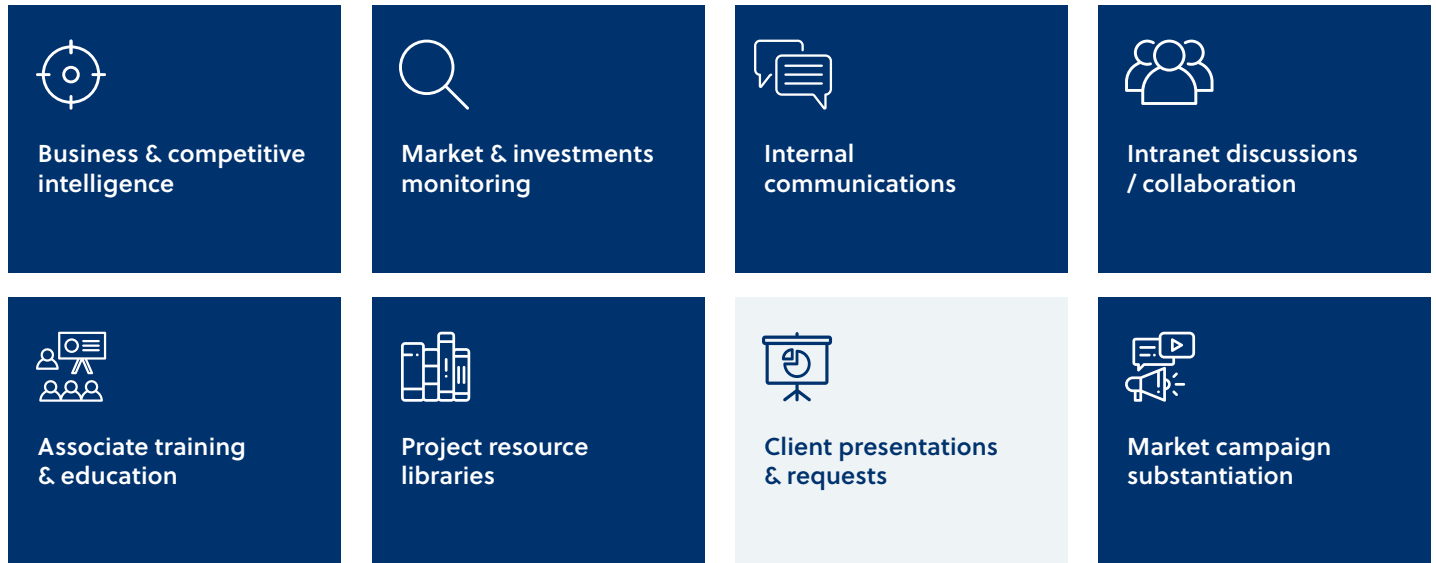 Business & competitive
intelligence
Market & investments
monitoring
Internal
communications
Intranet discussions
/ collaboration
Associate training
& education
Project resource
libraries
Client presentations
& requests
Market campaign
substantiation